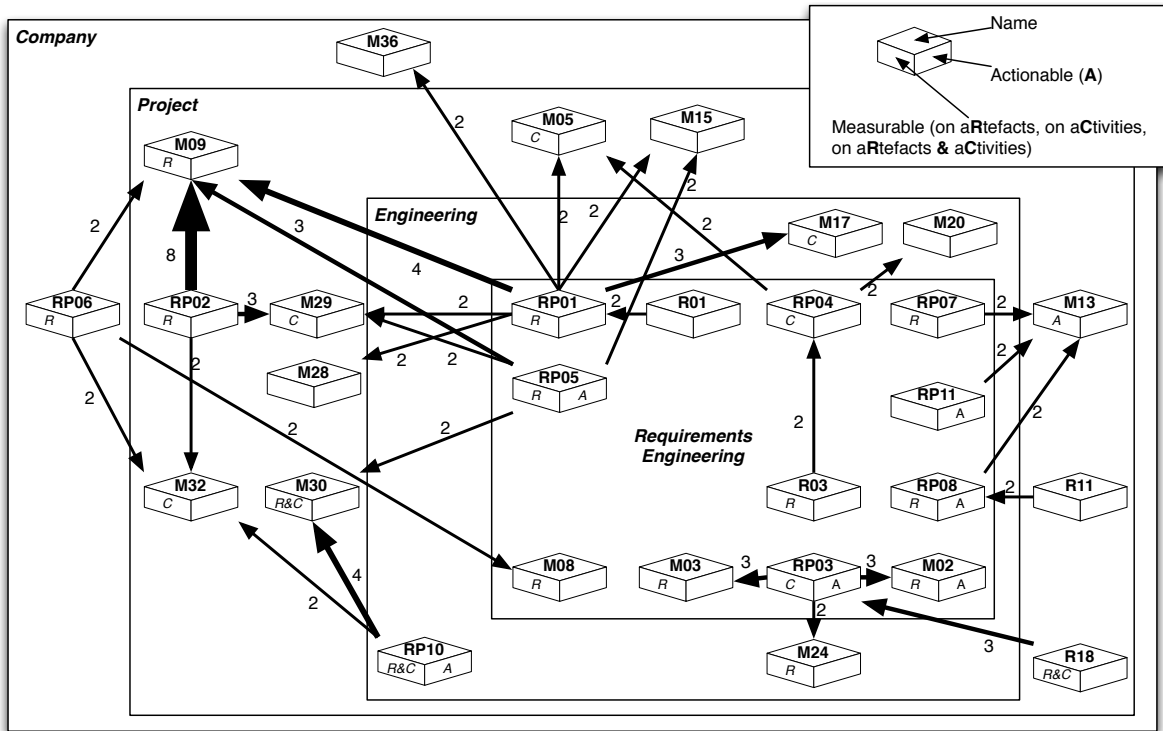 Company
M36
Name
Actionable (A)
Measurable (on aRtefacts, on aCtivities,
on aRtefacts & aCtivities)
Project
M09
R
M05
C
M15
2
2
2
3
8
4
2
2
2
2
Engineering
M17
C
M20
3
2
RP06
R
RP02
R
3
M29
C
2
RP01
R
2
R01
RP04
C
RP07
R
2
M13
A
M28
2
2
RP05
R
A
2
RP11
A
2
2
2
2
2
2
Requirements
Engineering
M32
C
M30
R&C
R03
R
RP08
R
A
2
R11
M08
R
M03
R
3
RP03
C
A
3
M02
R
A
4
2
2
RP10
R&C
A
M24
R
3
R18
R&C